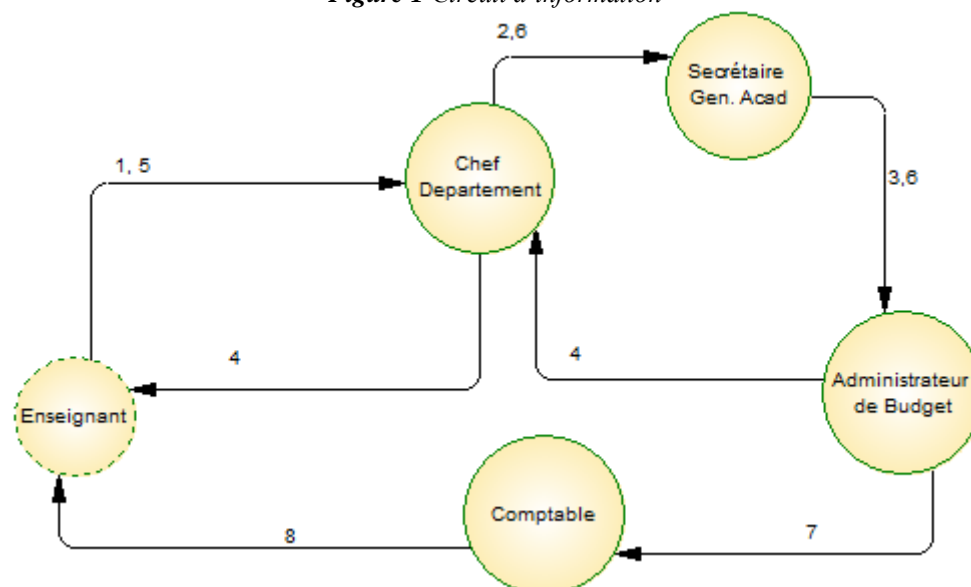 Figure 1 Circuit d'information
2,6
Secrétaire
Gen. Acad
1, 5
Chef
Departement
3,6
4
4
Enseignant
Administrateur
de Budget
Comptable
8
7